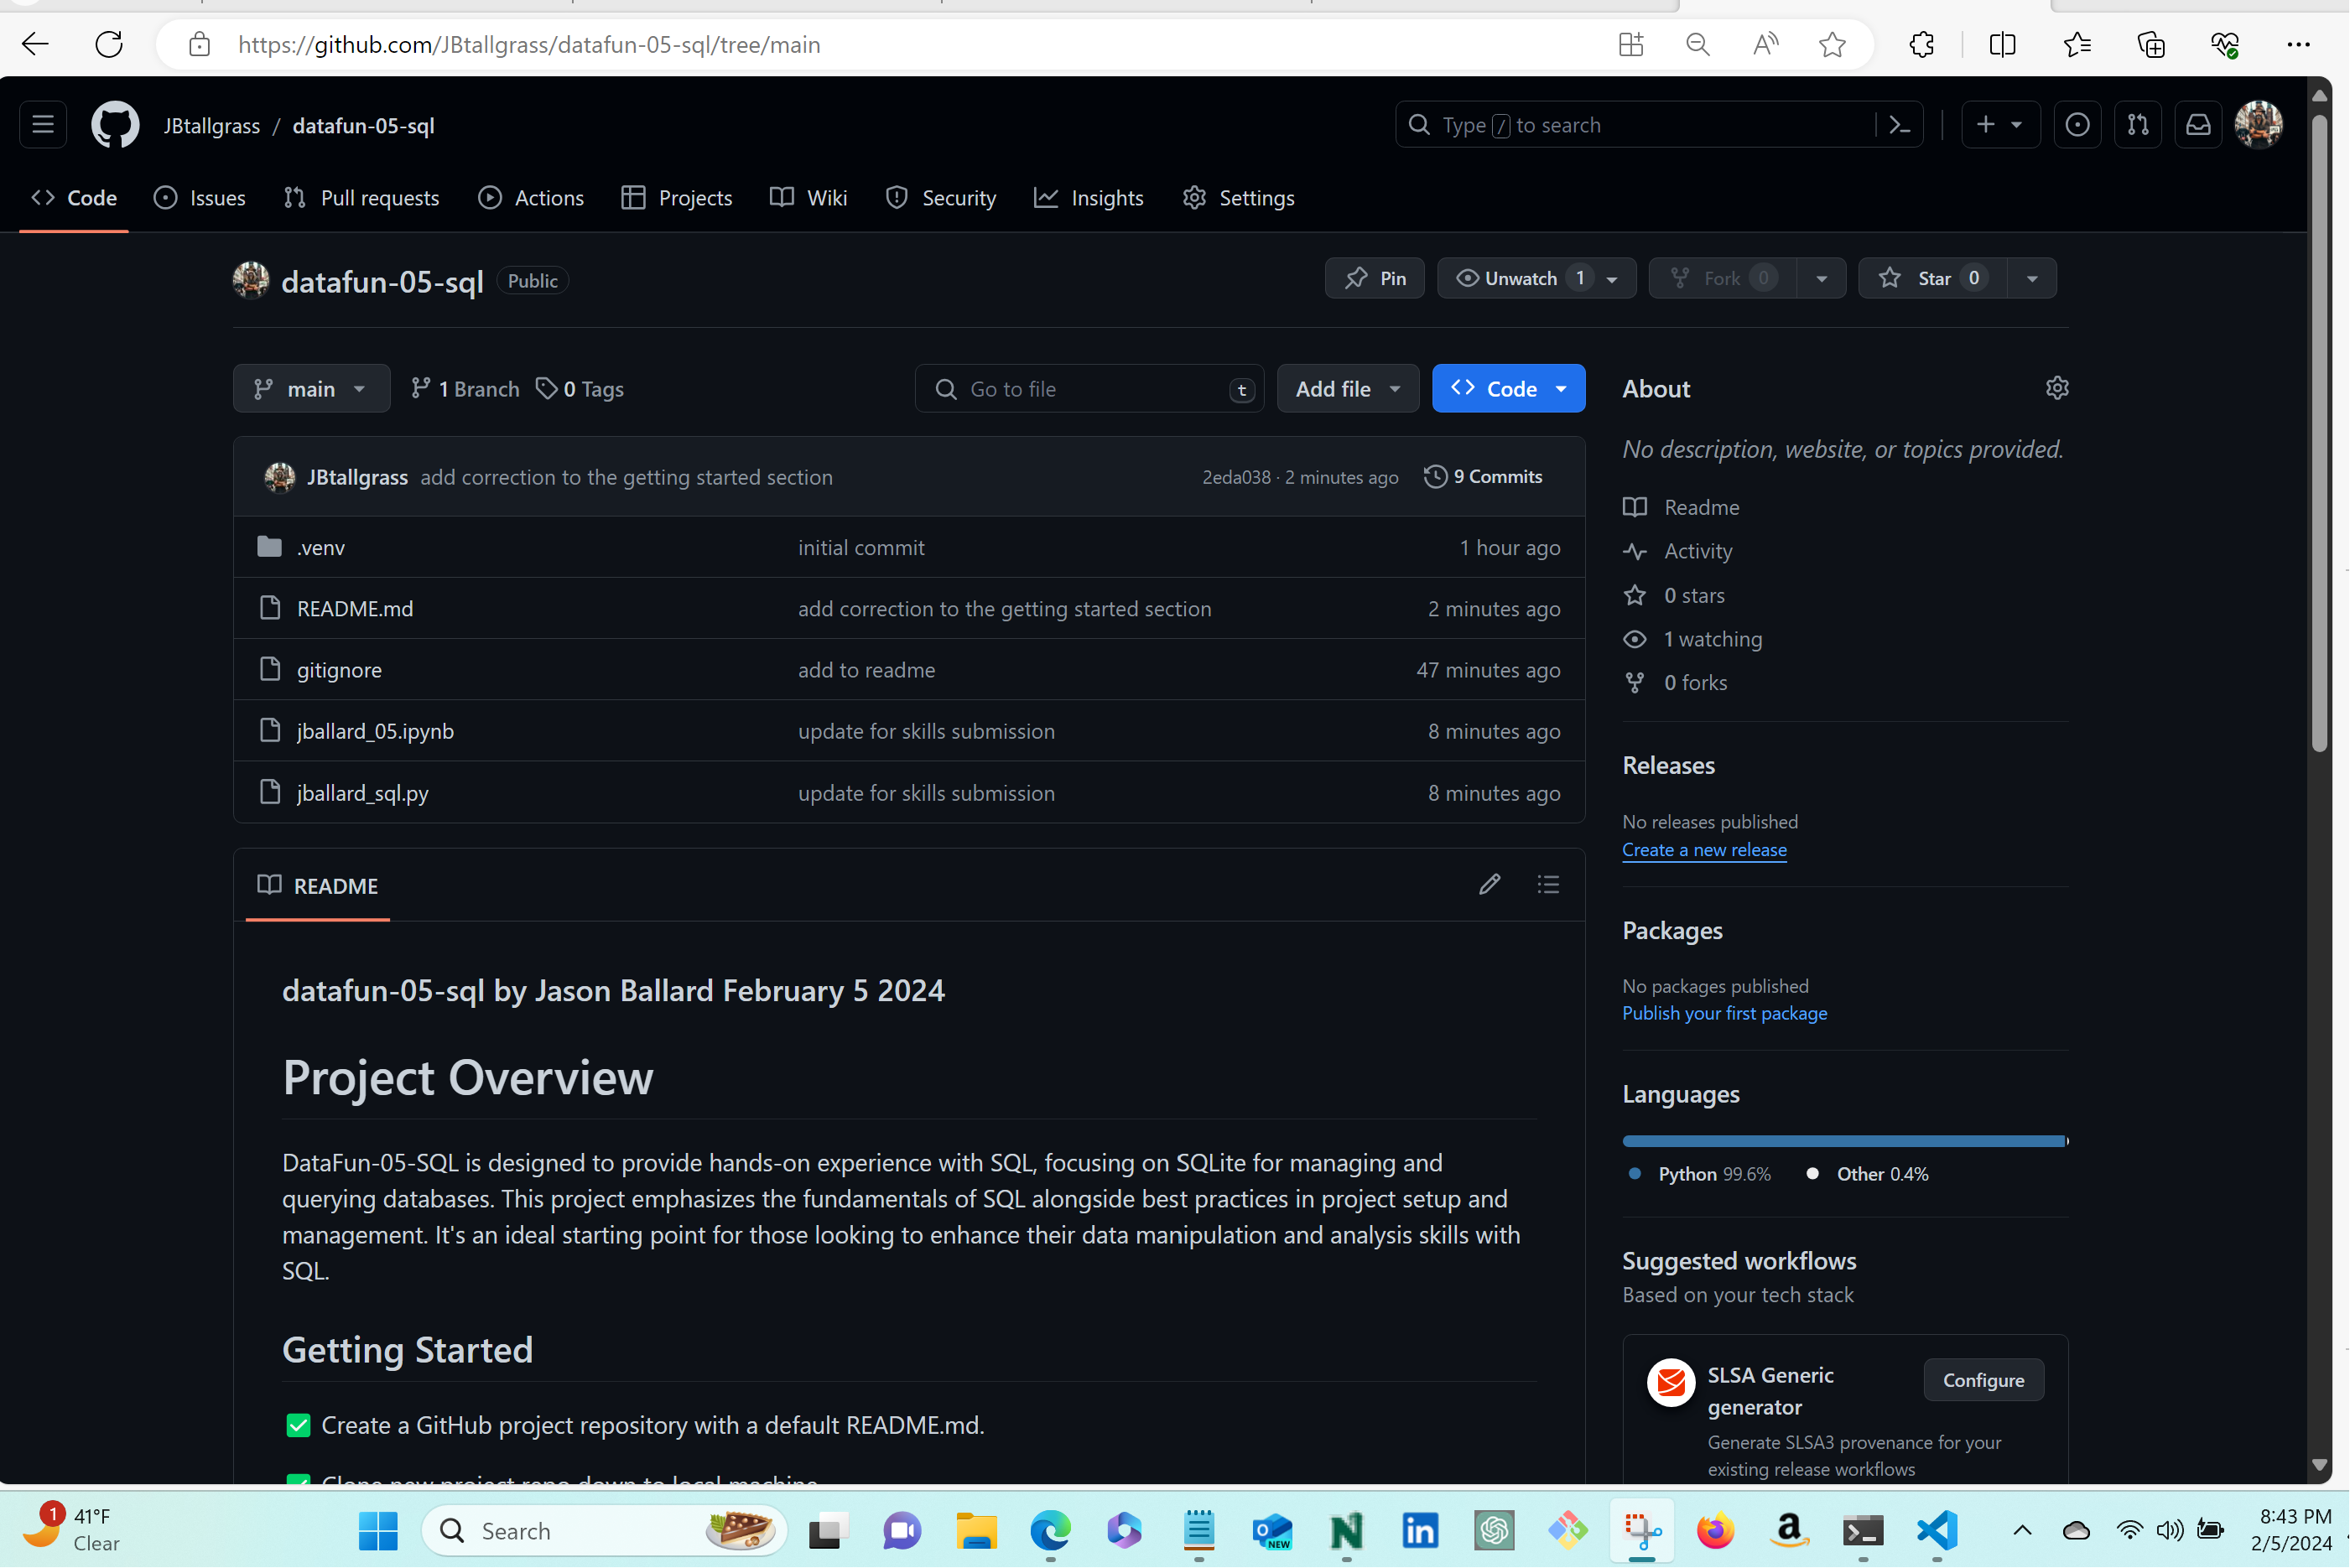 https://github.com/JBtallgrass/datafun-05-sql/tree/main
JBtallgrass / datafun-05-sql
Type / to search
Code Issues Pull requests Actions Projects Wiki Security Insights Settings
datafun-05-sql Public
Pin Unwatch 1 Fork 0 Star 0
main 1 Branch 0 Tags
Go to file t Add file Code
JBtallgrass add correction to the getting started section 2eda038 · 2 minutes ago 9 Commits
.venv initial commit 1 hour ago
README.md add correction to the getting started section 2 minutes ago
gitignore add to readme 47 minutes ago
jballard_05.ipynb update for skills submission 8 minutes ago
jballard_sql.py update for skills submission 8 minutes ago
README
datafun-05-sql by Jason Ballard February 5 2024
Project Overview
DataFun-05-SQL is designed to provide hands-on experience with SQL, focusing on SQLite for managing and
querying databases. This project emphasizes the fundamentals of SQL alongside best practices in project setup and
management. It's an ideal starting point for those looking to enhance their data manipulation and analysis skills with
SQL.
Getting Started
Create a GitHub project repository with a default README.md.
Clone new project repo down to local machine
About
No description, website, or topics provided.
Readme
Activity
0 stars
1 watching
0 forks
Releases
No releases published
Create a new release
Packages
No packages published
Publish your first package
Languages
Python 99.6% Other 0.4%
Suggested workflows
Based on your tech stack
SLSA Generic
generator
Configure
Generate SLSA3 provenance for your
existing release workflows
1
41°F
Clear
Search
NEW
8:43 PM
2/5/2024